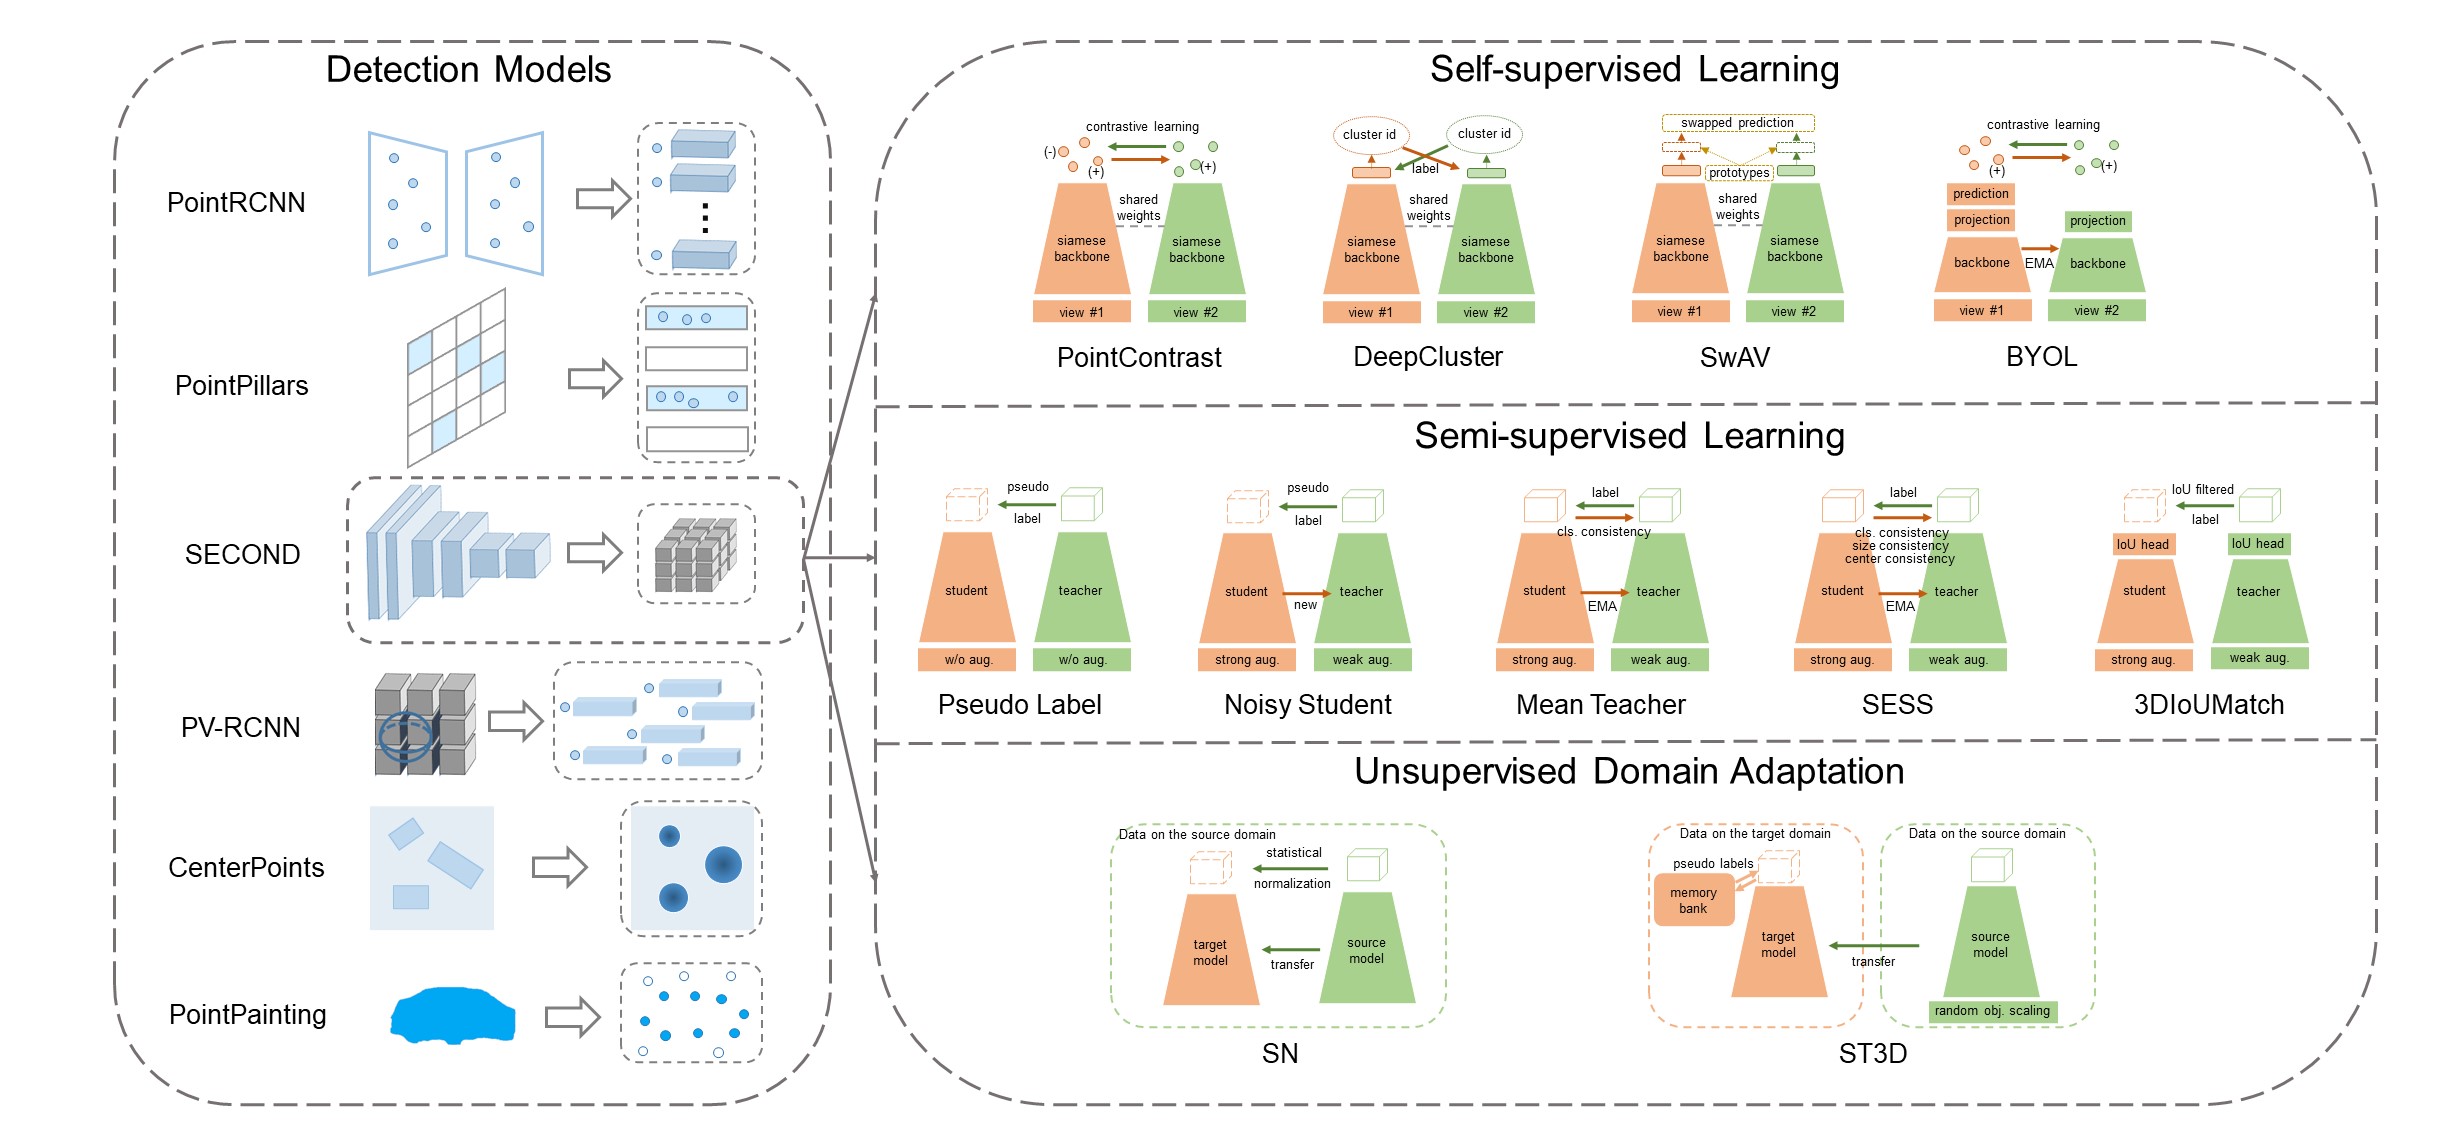 Detection Models
PointRCNN
PointPillars
SECOND
PV-RCNN
CenterPoints
PointPainting
Self-supervised Learning
contrastive learning
(-)
(+)
(+)
shared
weights
siamese
backbone
siamese
backbone
view #1
view #2
PointContrast
cluster id
cluster id
label
shared
weights
siamese
backbone
siamese
backbone
view #1
view #2
DeepCluster
swapped prediction
prototypes
shared
weights
siamese
backbone
siamese
backbone
view #1
view #2
SwAV
contrastive learning
(+)
(+)
prediction
projection
projection
backbone
EMA
backbone
view #1
view #2
BYOL
Semi-supervised Learning
pseudo
label
student
teacher
w/o aug.
w/o aug.
Pseudo Label
pseudo
label
student
new
teacher
strong aug.
weak aug.
Noisy Student
label
cls. consistency
student
EMA
teacher
strong aug.
weak aug.
Mean Teacher
label
cls. consistency
size consistency
center consistency
student
EMA
teacher
strong aug.
weak aug.
SESS
IoU filtered
label
IoU head
IoU head
student
teacher
strong aug.
weak aug.
3DIoUMatch
Unsupervised Domain Adaptation
Data on the source domain
statistical
normalization
target
model
transfer
source
model
SN
Data on the target domain
pseudo labels
memory
bank
target
model
transfer
Data on the source domain
source
model
random obj. scaling
ST3D